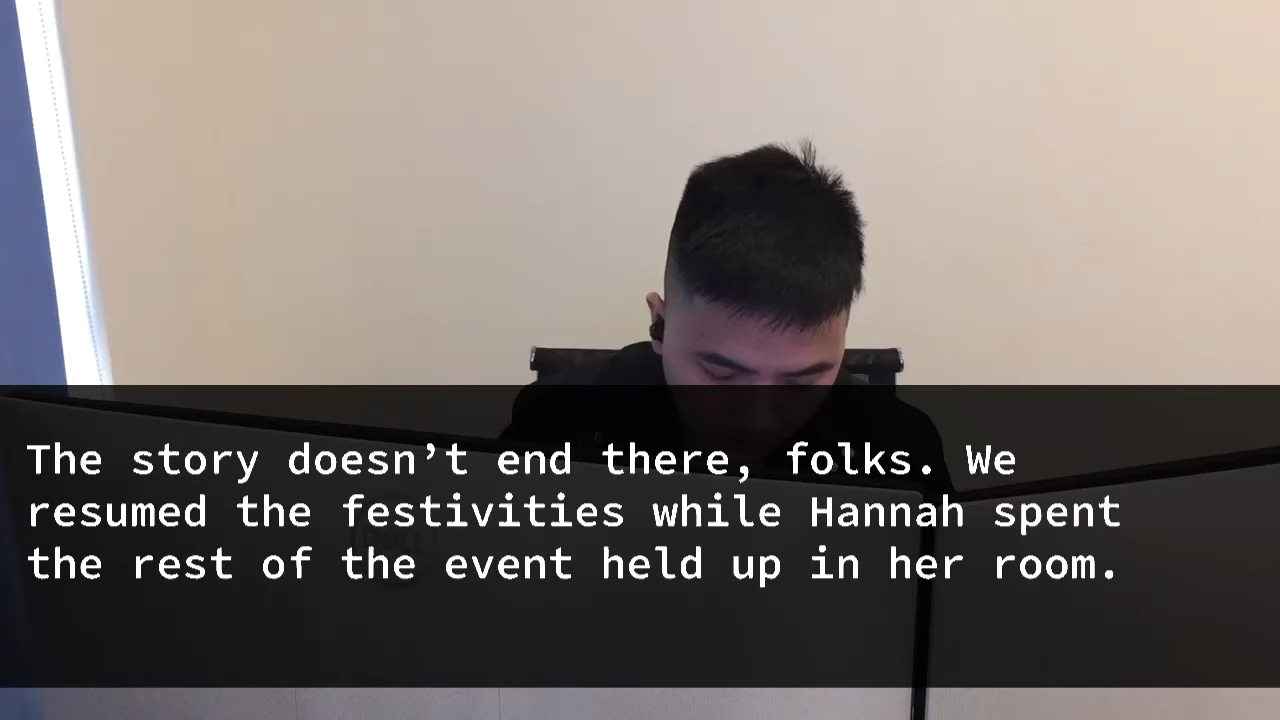 The story doesn’t end there, folks. We
resumed the festivities while Hannah spent
the rest of the event held up in her room.